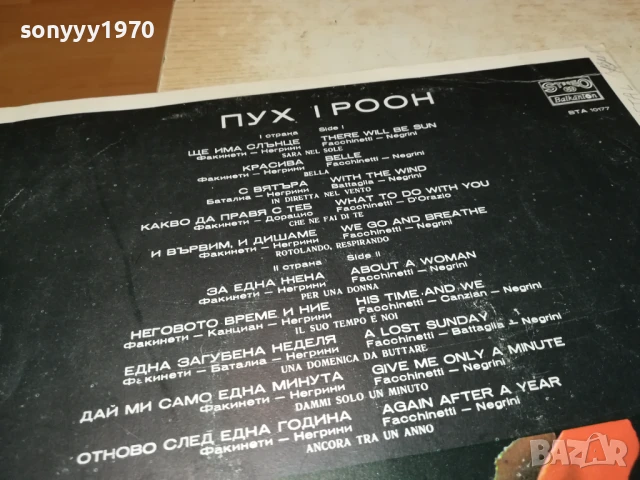 sonyyy1970
STEREO
Balkanton
BTA 10177
ПУХ I POOH
I страна Side I
ЩЕ ИМА СЛЪНЦЕ THERE WILL BE SUN
Факинети — Негрини Facchinetti — Negrini
SARA NEL SOLE
КРАСИВА BELLE
Факинети — Негрини Facchinetti — Negrini
BELLA
С ВЯТЪРА WITH THE WIND
Баталиа — Негрини Battaglia — Negrini
IN DIRETTA NEL VENTO
КАКВО ДА ПРАВЯ С ТЕБ WHAT TO DO WITH YOU
Факинети — Дорацио Facchinetti — D'Orazio
CHE NE FAI DI TE
И ВЪРВИМ, И ДИШАМЕ WE GO AND BREATHE
Факинети — Негрини Facchinetti — Negrini
ROTOLANDO, RESPIRANDO
II страна Side II
ЗА ЕДНА ЖЕНА ABOUT A WOMAN
Факинети — Негрини Facchinetti — Negrini
PER UNA DONNA
НЕГОВОТО ВРЕМЕ И НИЕ HIS TIME AND WE
Факинети — Канциан — Негрини Facchinetti — Canzian — Negrini
IL SUO TEMPO E NOI
ЕДНА ЗАГУБЕНА НЕДЕЛЯ A LOST SUNDAY
Факинети — Баталиа — Негрини Facchinetti — Battaglia — Negrini
UNA DOMENICA DA BUTTARE
ДАЙ МИ САМО ЕДНА МИНУТА GIVE ME ONLY A MINUTE
Факинети — Негрини Facchinetti — Negrini
DAMMI SOLO UN MINUTO
ОТНОВО СЛЕД ЕДНА ГОДИНА AGAIN AFTER A YEAR
Факинети — Негрини Facchinetti — Negrini
ANCORA TRA UN ANNO
BAZAR